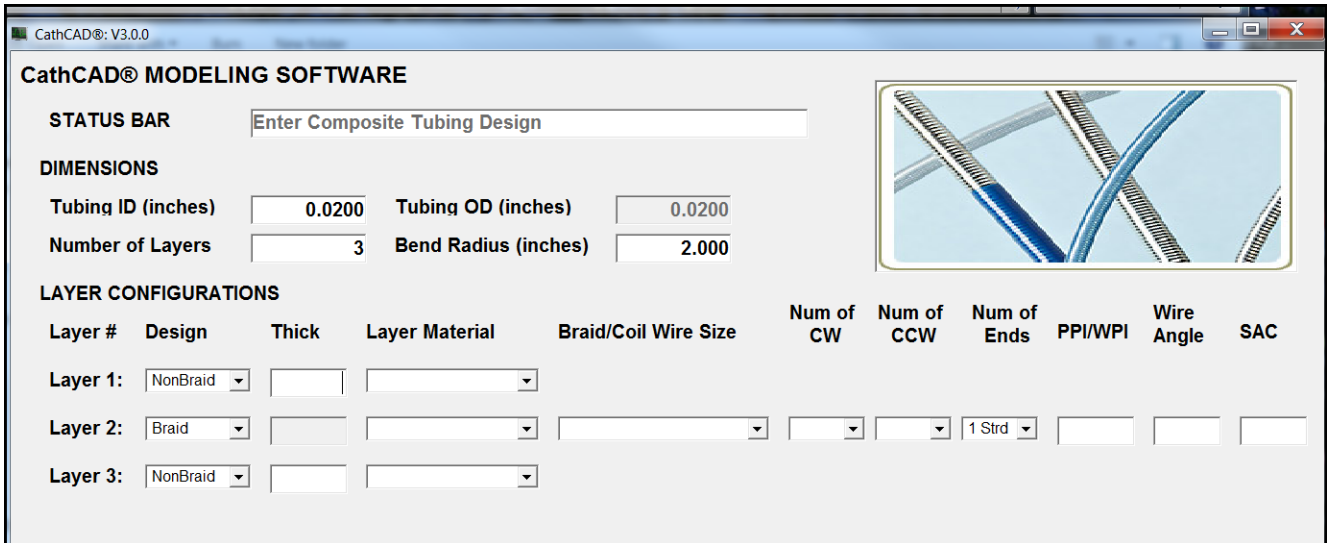 CathCAD®: V3.0.0
CathCAD® MODELING SOFTWARE
STATUS BAR Enter Composite Tubing Design
DIMENSIONS
Tubing ID (inches) 0.0200 Tubing OD (inches) 0.0200
Number of Layers 3 Bend Radius (inches) 2.000
LAYER CONFIGURATIONS
Layer # Design Thick Layer Material Braid/Coil Wire Size Num of CW Num of CCW Num of Ends PPI/WPI Wire Angle SAC
Layer 1: NonBraid
Layer 2: Braid 1 Strd
Layer 3: NonBraid